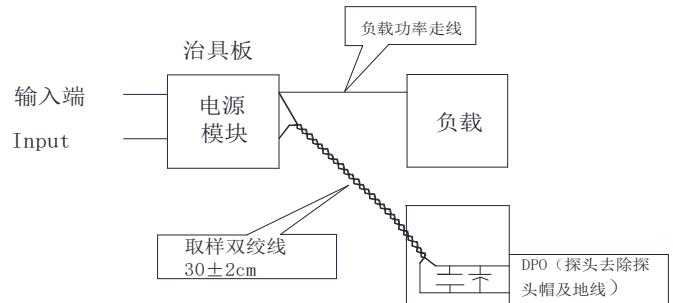 负载功率走线
治具板
输入端
Input
电源
模块
负载
取样双绞线
30±2cm
DPO（探头去除探
头帽及地线）